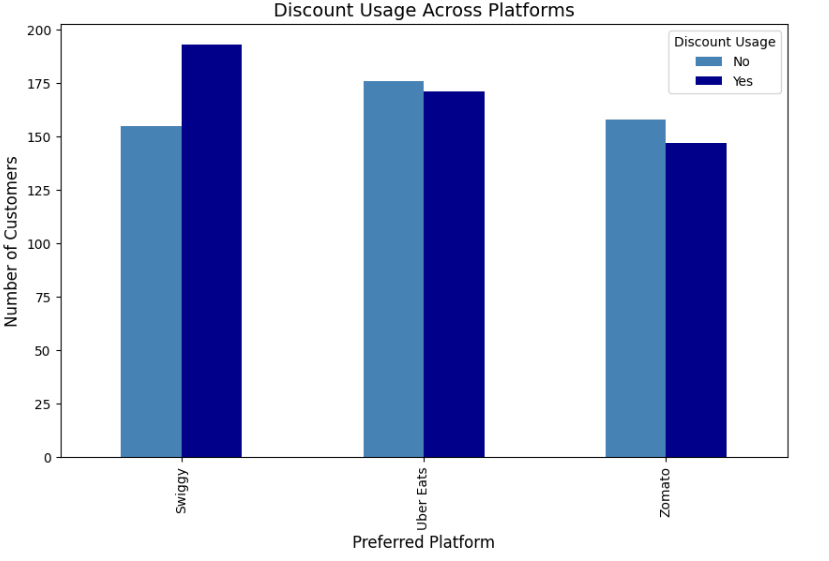 Discount Usage Across Platforms
Discount Usage
No
Yes
Number of Customers
200
175
150
125
100
75
50
25
0
Swiggy
Uber Eats
Zomato
Preferred Platform